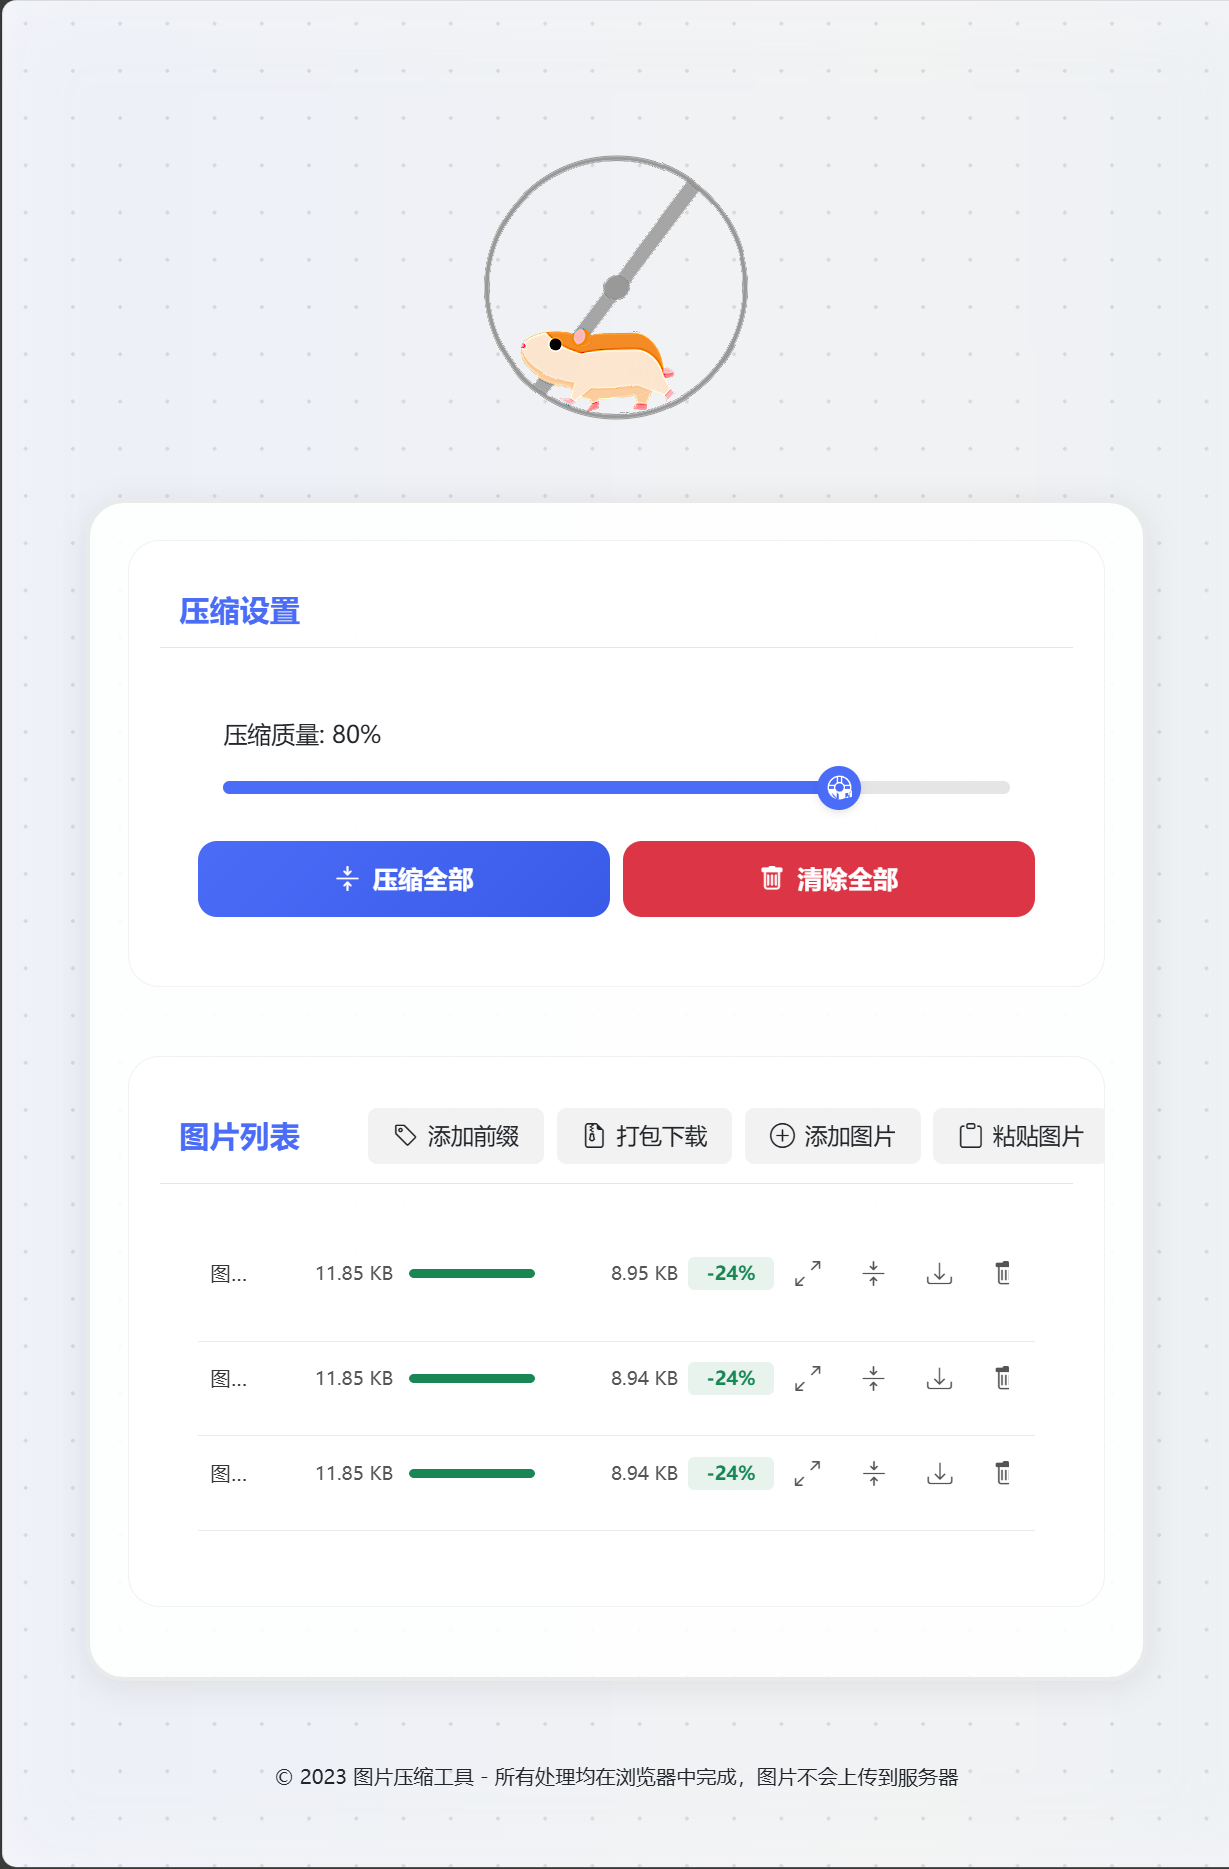 压缩设置
压缩质量: 80%
压缩全部 清除全部
图片列表 添加前缀 打包下载 添加图片 粘贴图片
图... 11.85 KB 8.95 KB -24%
图... 11.85 KB 8.94 KB -24%
图... 11.85 KB 8.94 KB -24%
© 2023 图片压缩工具 - 所有处理均在浏览器中完成，图片不会上传到服务器